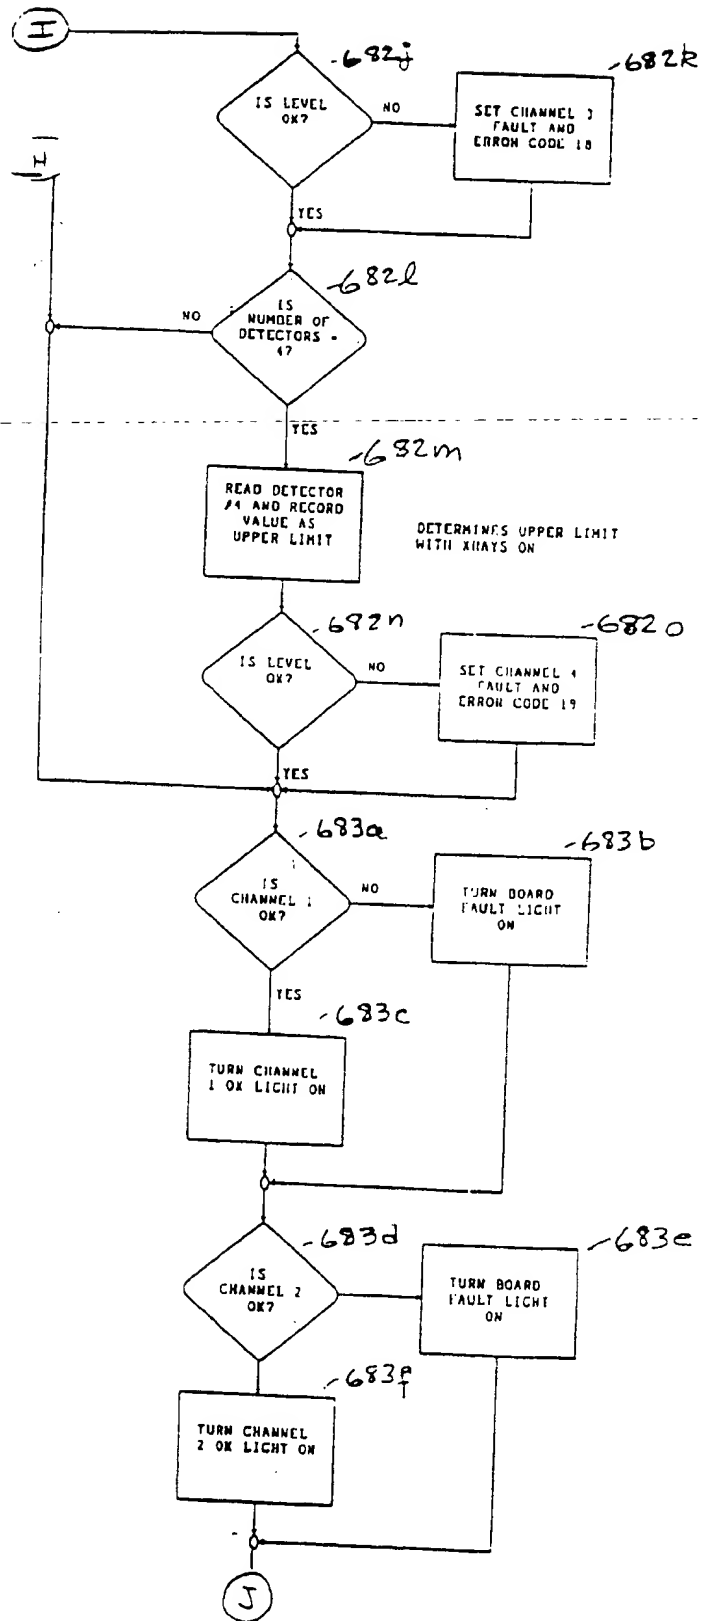 I
682j
682k
IS LEVEL
OK?
NO
SET CHANNEL 3
FAULT AND
ERROR CODE 18
YES
682l
IS
NUMBER OF
DETECTORS =
4?
NO
YES
682m
READ DETECTOR
#4 AND RECORD
VALUE AS
UPPER LIMIT
DETERMINES UPPER LIMIT
WITH XRAYS ON
682n
682o
IS LEVEL
OK?
NO
SET CHANNEL 4
FAULT AND
ERROR CODE 19
YES
683a
683b
IS
CHANNEL 1
OK?
NO
TURN BOARD
FAULT LIGHT
ON
YES
683c
TURN CHANNEL
1 OK LIGHT ON
683d
683e
IS
CHANNEL 2
OK?
TURN BOARD
FAULT LIGHT
ON
683f
TURN CHANNEL
2 OK LIGHT ON
J